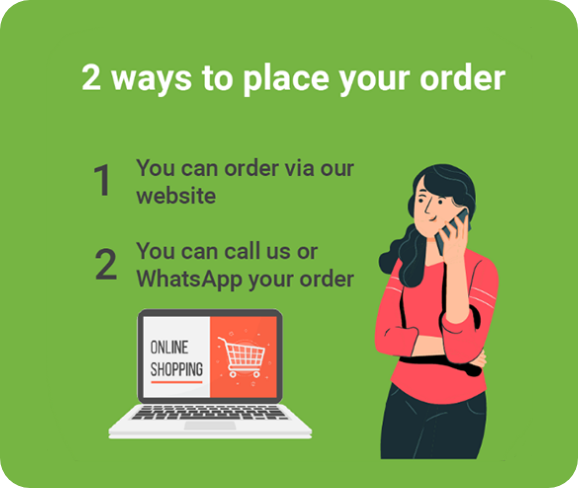 2 ways to place your order
1 You can order via our
website
2 You can call us or
WhatsApp your order
ONLINE
SHOPPING